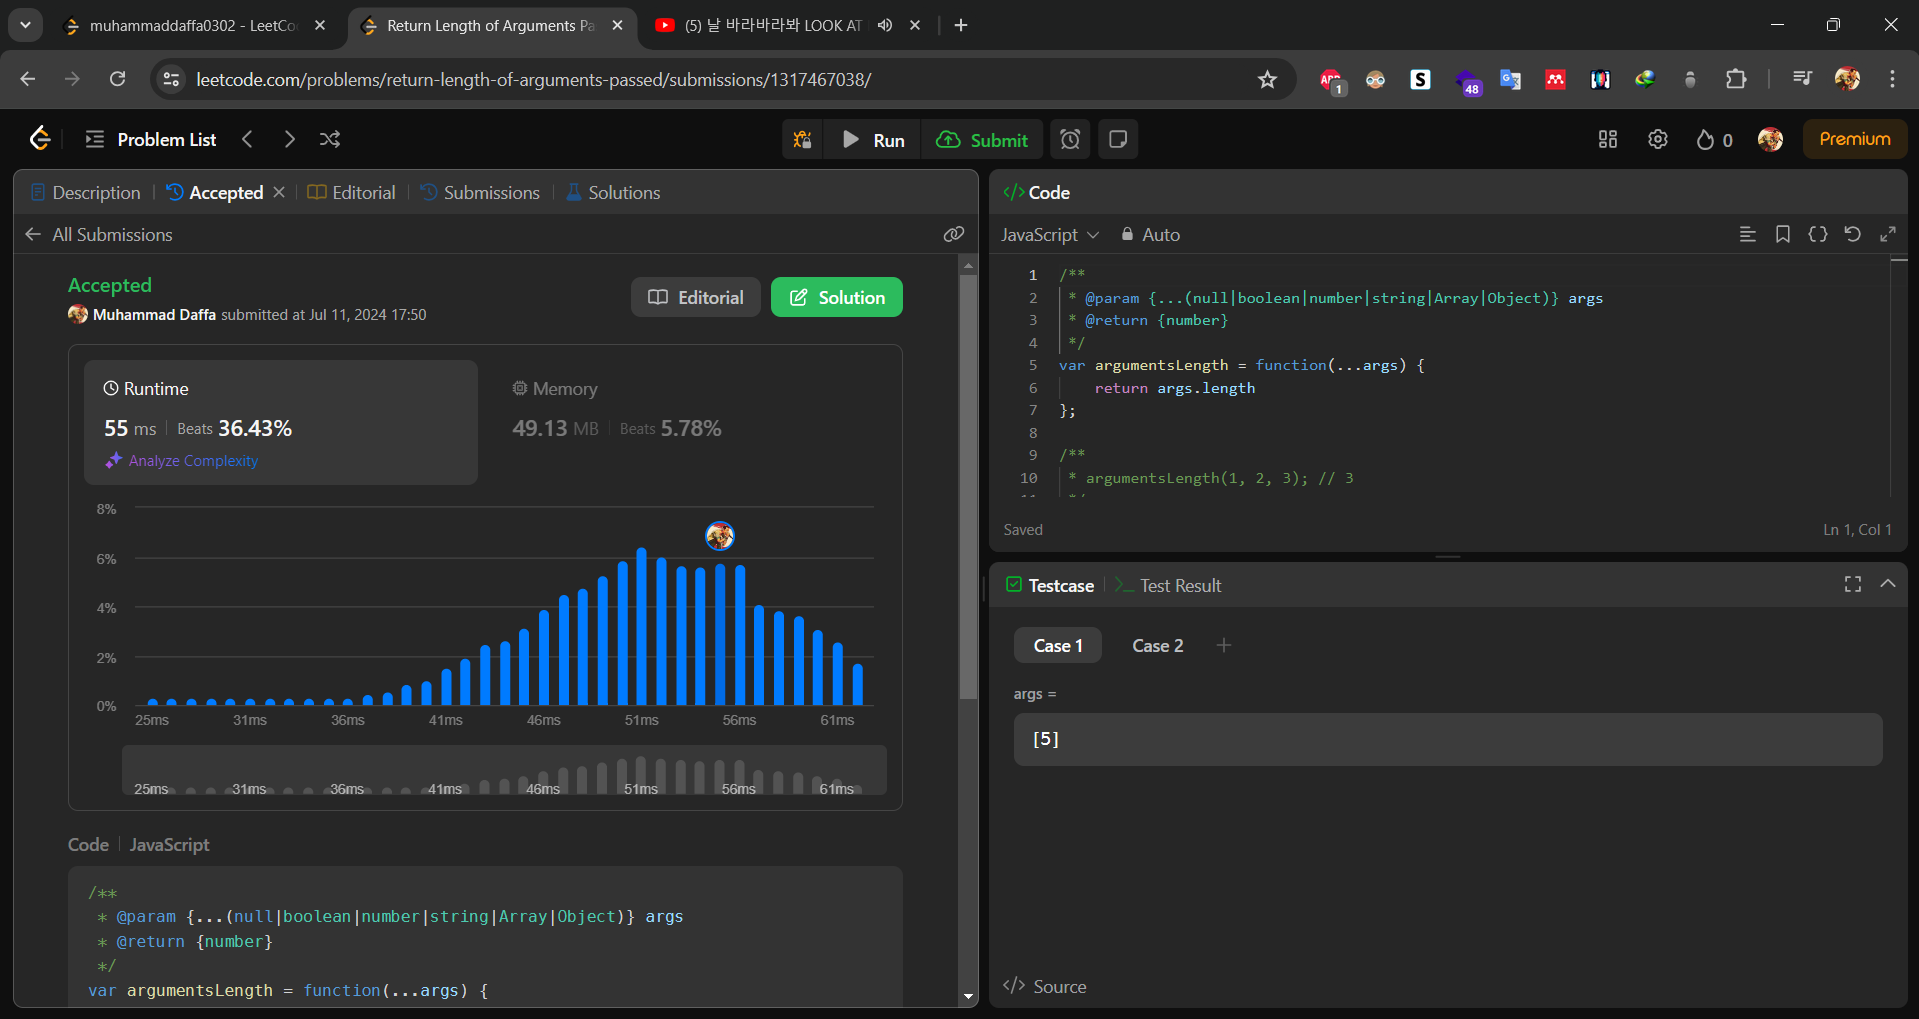 muhammaddaffa0302 - LeetCo
Return Length of Arguments Pa
(5) 날 바라바라봐 LOOK AT
leetcode.com/problems/return-length-of-arguments-passed/submissions/1317467038/
ABP
1
S
48
Problem List
Run
Submit
0
Premium
Description
Accepted
Editorial
Submissions
Solutions
All Submissions
Accepted
Muhammad Daffa submitted at Jul 11, 2024 17:50
Editorial
Solution
Runtime
55 ms
Beats 36.43%
Analyze Complexity
Memory
49.13 MB
Beats 5.78%
8%
6%
4%
2%
0%
25ms 31ms 36ms 41ms 46ms 51ms 56ms 61ms
25ms 31ms 36ms 41ms 46ms 51ms 56ms 61ms
Code
JavaScript
/**
* @param {...(null|boolean|number|string|Array|Object)} args
* @return {number}
*/
var argumentsLength = function(...args) {
</> Code
JavaScript
Auto
1 /**
2 * @param {...(null|boolean|number|string|Array|Object)} args
3 * @return {number}
4 */
5 var argumentsLength = function(...args) {
6 return args.length
7 };
8
9 /**
10 * argumentsLength(1, 2, 3); // 3
11 */
Saved
Ln 1, Col 1
Testcase
Test Result
Case 1
Case 2
args =
[5]
</> Source